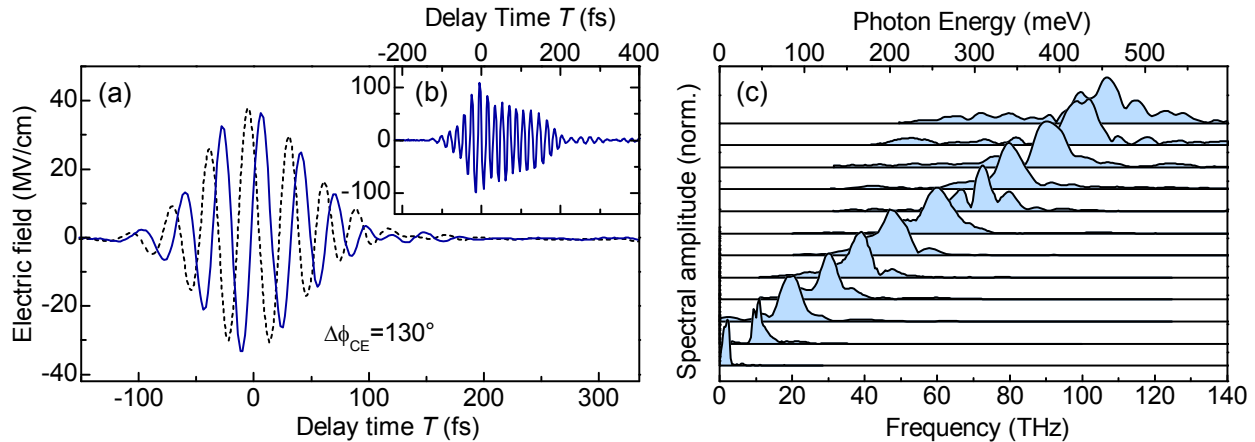 Delay Time T (fs)
-200 0 200 400
(a)
(b)
100
0
-100
40
20
0
-20
-40
Electric field (MV/cm)
Δϕ_CE=130°
-100 0 100 200 300
Delay time T (fs)
Photon Energy (meV)
0 100 200 300 400 500
(c)
Spectral amplitude (norm.)
0 20 40 60 80 100 120 140
Frequency (THz)